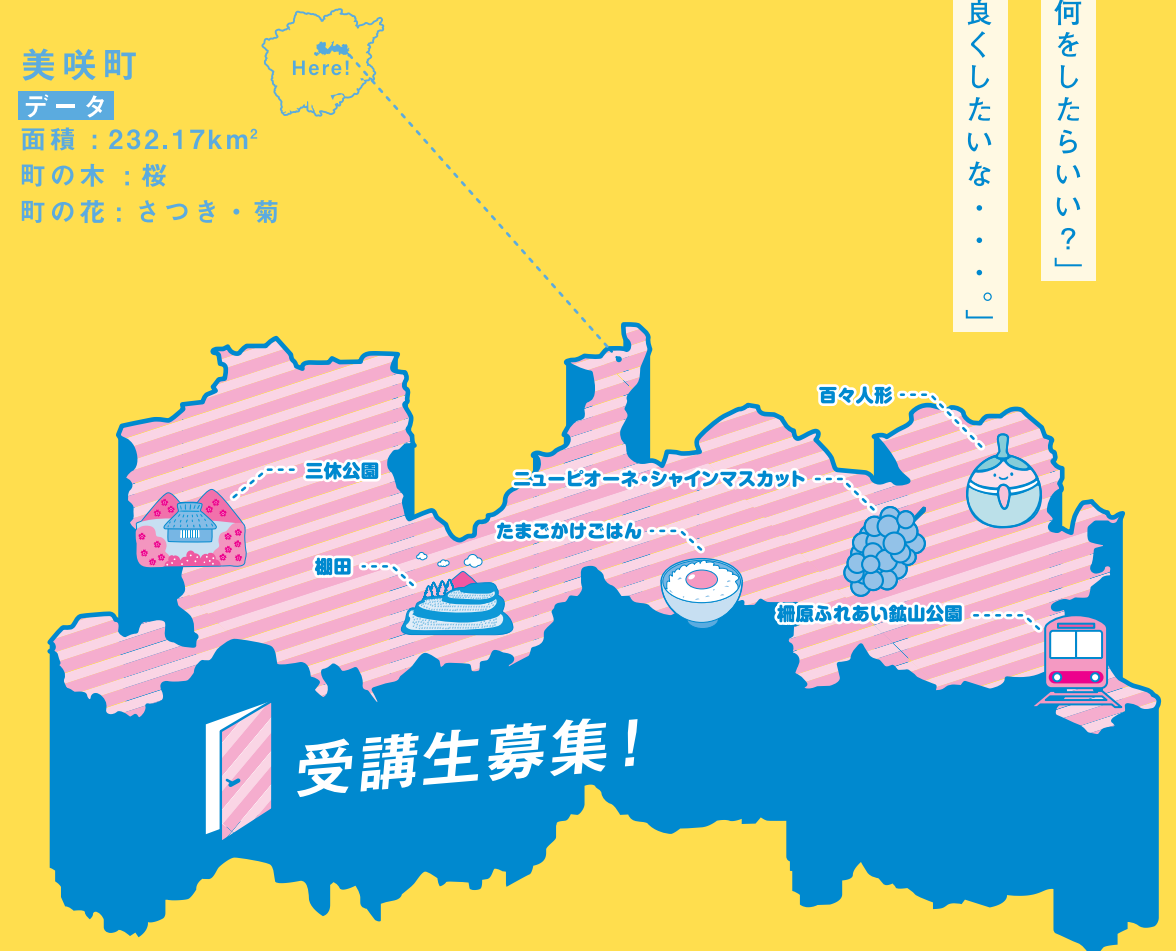 何をしたらいい？」
良くしたいな・・・。」
美咲町
データ
面積：232.17km²
町の木：桜
町の花：さつき・菊
Here!
百々人形
三休公園
ニューピオーネ・シャインマスカット
たまごかけごはん
棚田
柵原ふれあい鉱山公園
受講生募集！